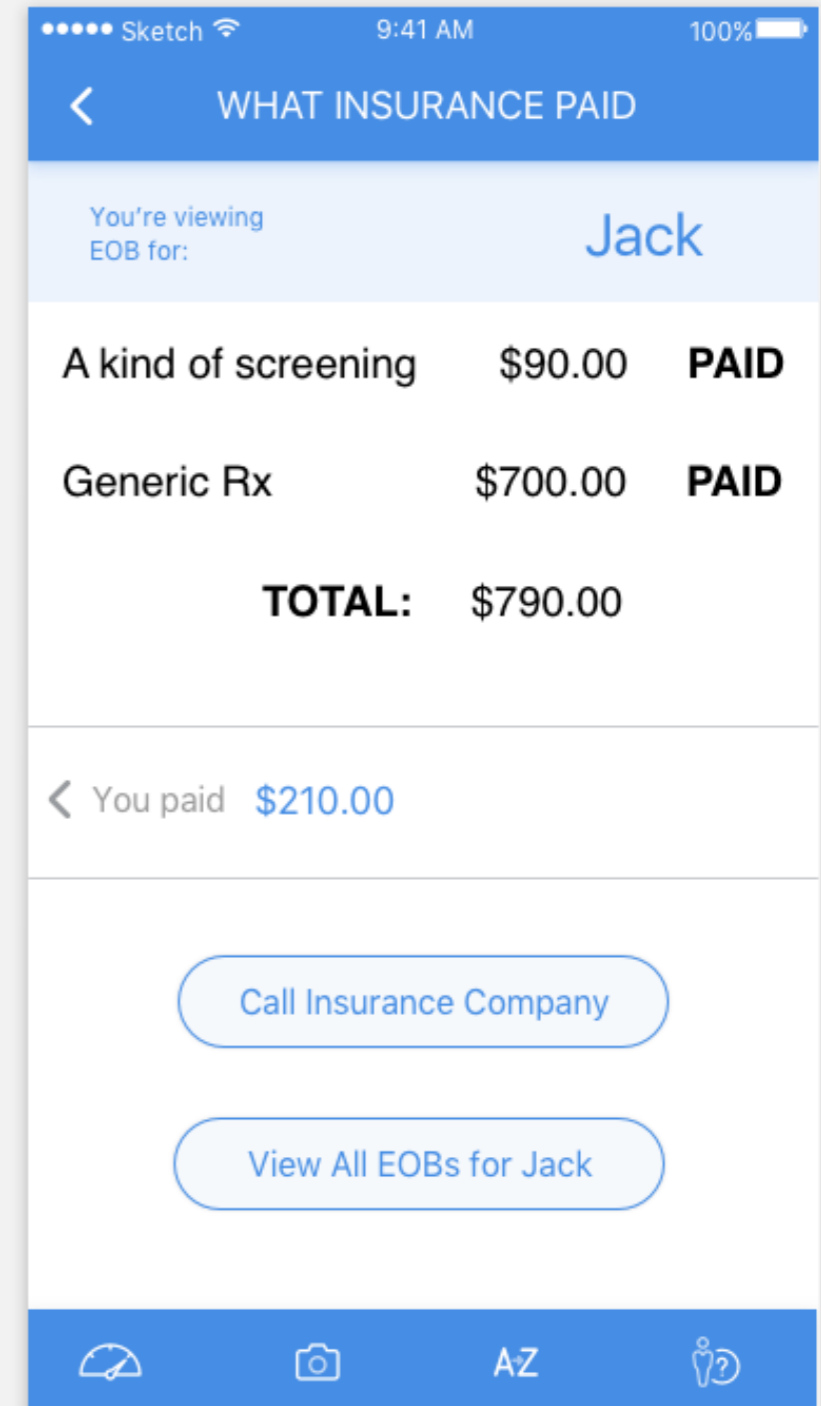 Sketch 9:41 AM 100%
WHAT INSURANCE PAID
You're viewing
EOB for:
Jack
A kind of screening $90.00 PAID
Generic Rx $700.00 PAID
TOTAL: $790.00
You paid $210.00
Call Insurance Company
View All EOBs for Jack
A-Z ?